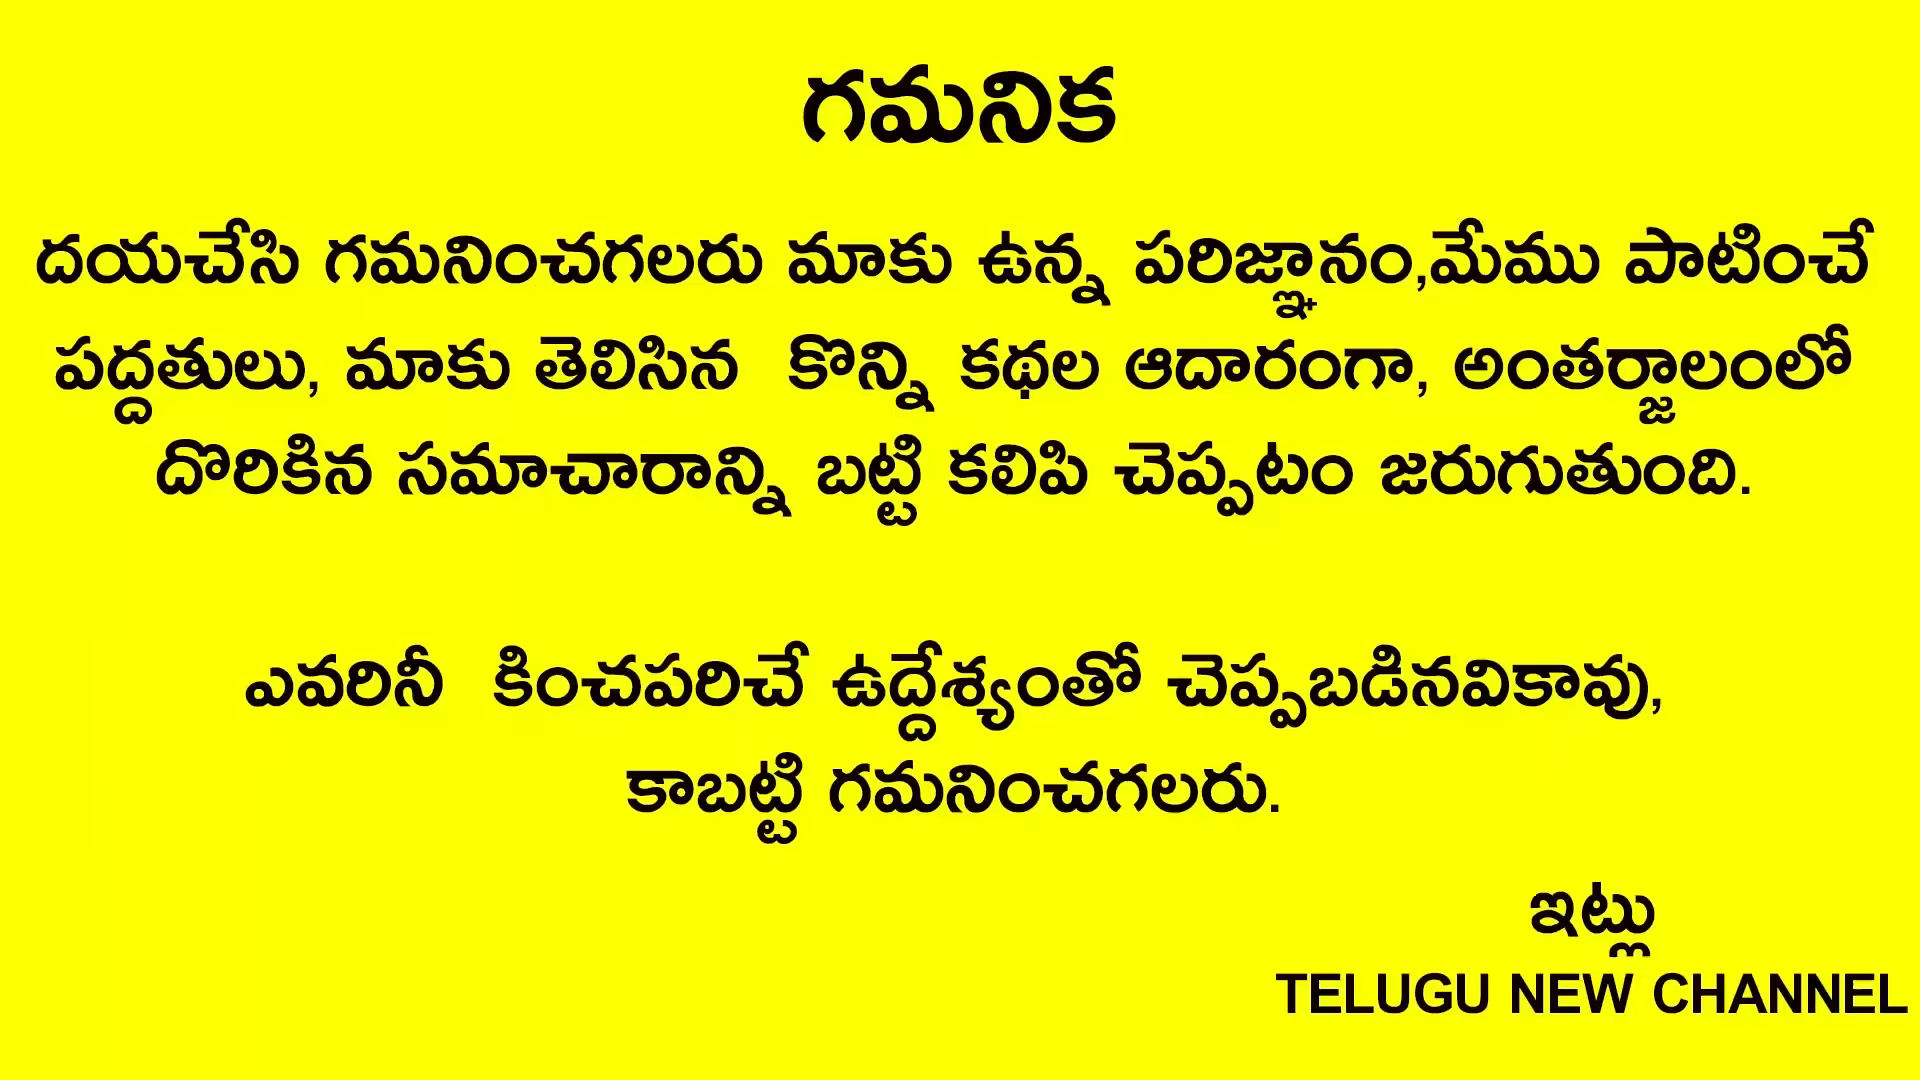 గమనిక
దయచేసి గమనించగలరు మాకు ఉన్న పరిజ్ఞానం,మేము పాటించే
పద్దతులు, మాకు తెలిసిన కొన్ని కథల ఆదారంగా, అంతర్జాలంలో
దొరికిన సమాచారాన్ని బట్టి కలిపి చెప్పటం జరుగుతుంది.
ఎవరినీ కించపరిచే ఉద్దేశ్యంతో చెప్పబడినవికావు,
కాబట్టి గమనించగలరు.
ఇట్లు
TELUGU NEW CHANNEL